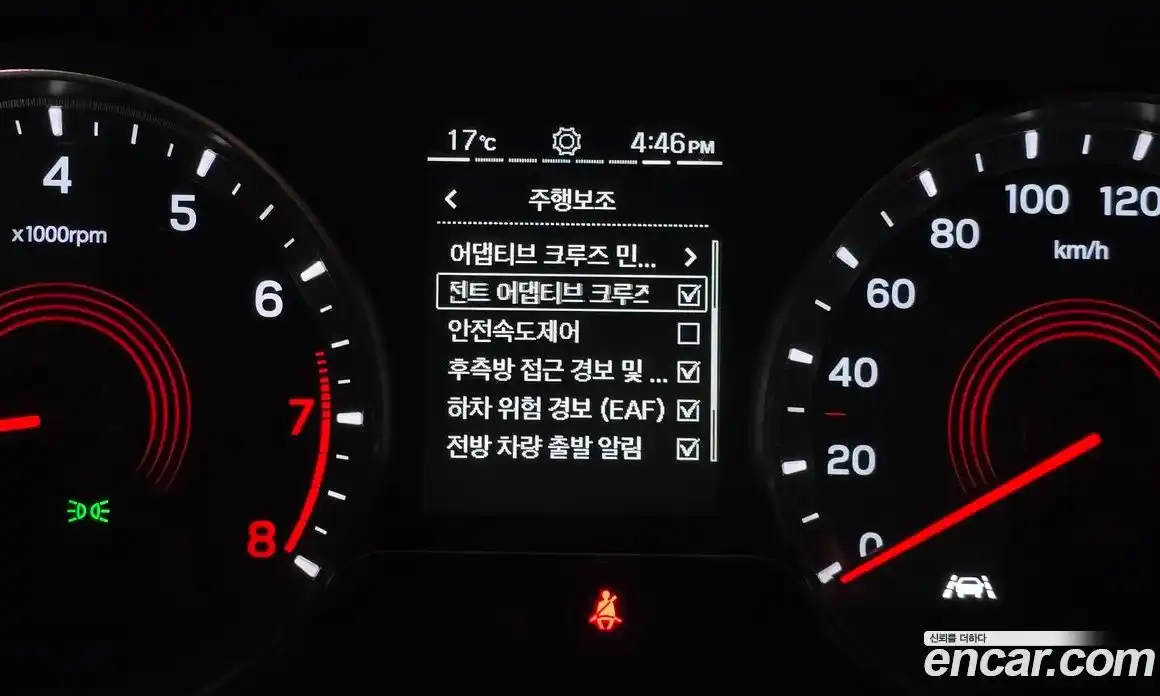 17℃ 4:46PM
주행보조
어댑티브 크루즈 민...
전트 어댑티브 크루즈
안전속도제어
후측방 접근 경보 및 ...
하차 위험 경보 (EAF)
전방 차량 출발 알림
4
5
6
7
8
x1000rpm
0
20
40
60
80
100
120
km/h
신뢰를 더하다
encar.com